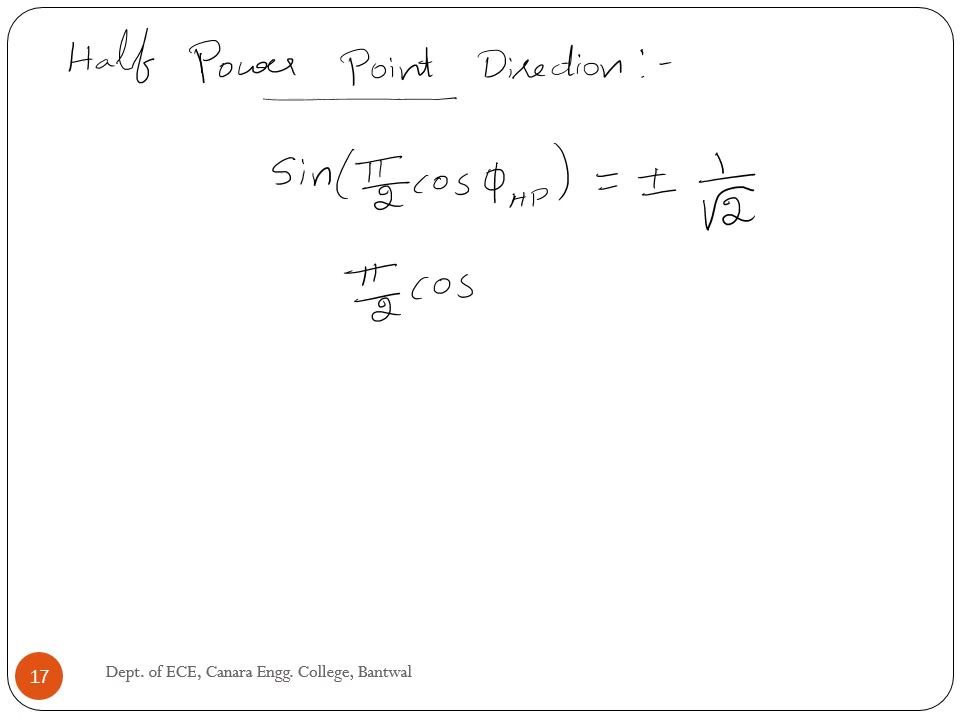 Half Power Point Direction :-
Sin(π/2 cos ϕHP) = ± 1/√2
π/2 cos
17 Dept. of ECE, Canara Engg. College, Bantwal